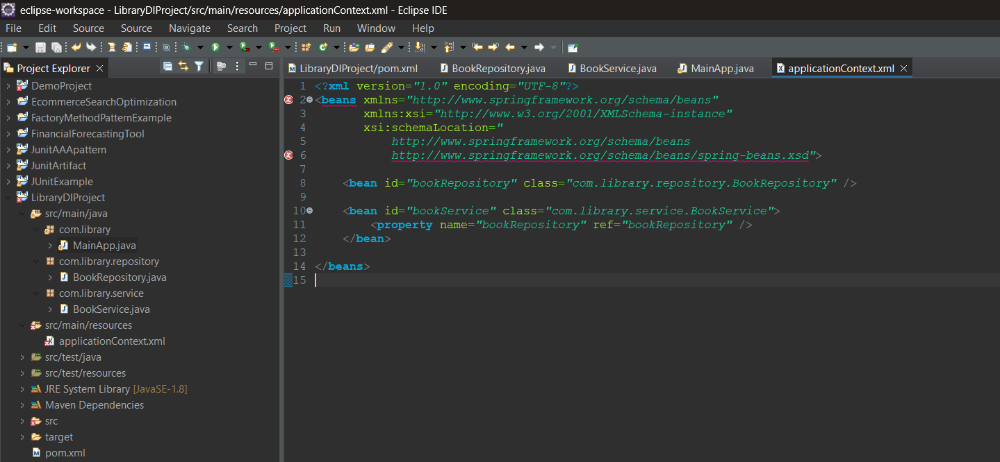 eclipse-workspace - LibraryDIProject/src/main/resources/applicationContext.xml - Eclipse IDE
File Edit Source Source Navigate Search Project Run Window Help
Project Explorer
DemoProject
EcommerceSearchOptimization
FactoryMethodPatternExample
FinancialForecastingTool
JunitAAApattern
JunitArtifact
JUnitExample
LibraryDIProject
src/main/java
com.library
MainApp.java
com.library.repository
BookRepository.java
com.library.service
BookService.java
src/main/resources
applicationContext.xml
src/test/java
src/test/resources
JRE System Library [JavaSE-1.8]
Maven Dependencies
src
target
pom.xml
LibraryDIProject/pom.xml BookRepository.java BookService.java MainApp.java applicationContext.xml
1 <?xml version="1.0" encoding="UTF-8"?>
2 <beans xmlns="http://www.springframework.org/schema/beans"
3 xmlns:xsi="http://www.w3.org/2001/XMLSchema-instance"
4 xsi:schemaLocation="
5 http://www.springframework.org/schema/beans
6 http://www.springframework.org/schema/beans/spring-beans.xsd">
7
8 <bean id="bookRepository" class="com.library.repository.BookRepository" />
9
10 <bean id="bookService" class="com.library.service.BookService">
11 <property name="bookRepository" ref="bookRepository" />
12 </bean>
13
14 </beans>
15